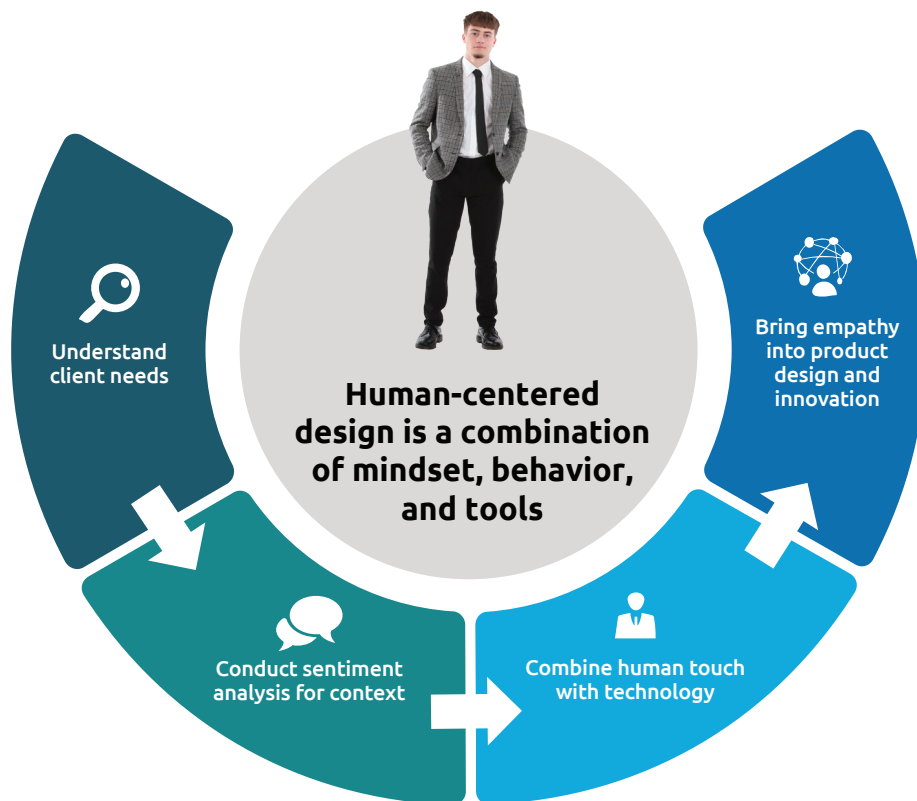 Understand
client needs
Bring empathy
into product
design and
innovation
Human-centered
design is a combination
of mindset, behavior,
and tools
Conduct sentiment
analysis for context
Combine human touch
with technology